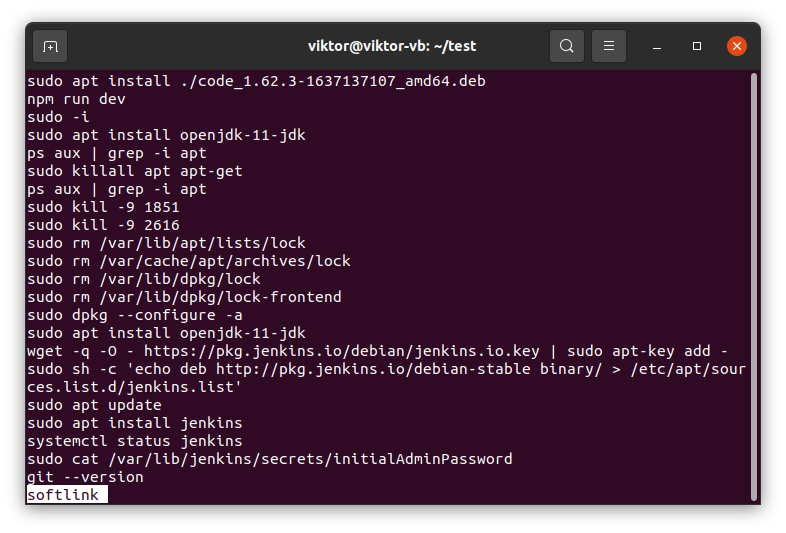 viktor@viktor-vb: ~/test
sudo apt install ./code_1.62.3-1637137107_amd64.deb
npm run dev
sudo -i
sudo apt install openjdk-11-jdk
ps aux | grep -i apt
sudo killall apt apt-get
ps aux | grep -i apt
sudo kill -9 1851
sudo kill -9 2616
sudo rm /var/lib/apt/lists/lock
sudo rm /var/cache/apt/archives/lock
sudo rm /var/lib/dpkg/lock
sudo rm /var/lib/dpkg/lock-frontend
sudo dpkg --configure -a
sudo apt install openjdk-11-jdk
wget -q -O - https://pkg.jenkins.io/debian/jenkins.io.key | sudo apt-key add -
sudo sh -c 'echo deb http://pkg.jenkins.io/debian-stable binary/ > /etc/apt/sour
ces.list.d/jenkins.list'
sudo apt update
sudo apt install jenkins
systemctl status jenkins
sudo cat /var/lib/jenkins/secrets/initialAdminPassword
git --version
softlink